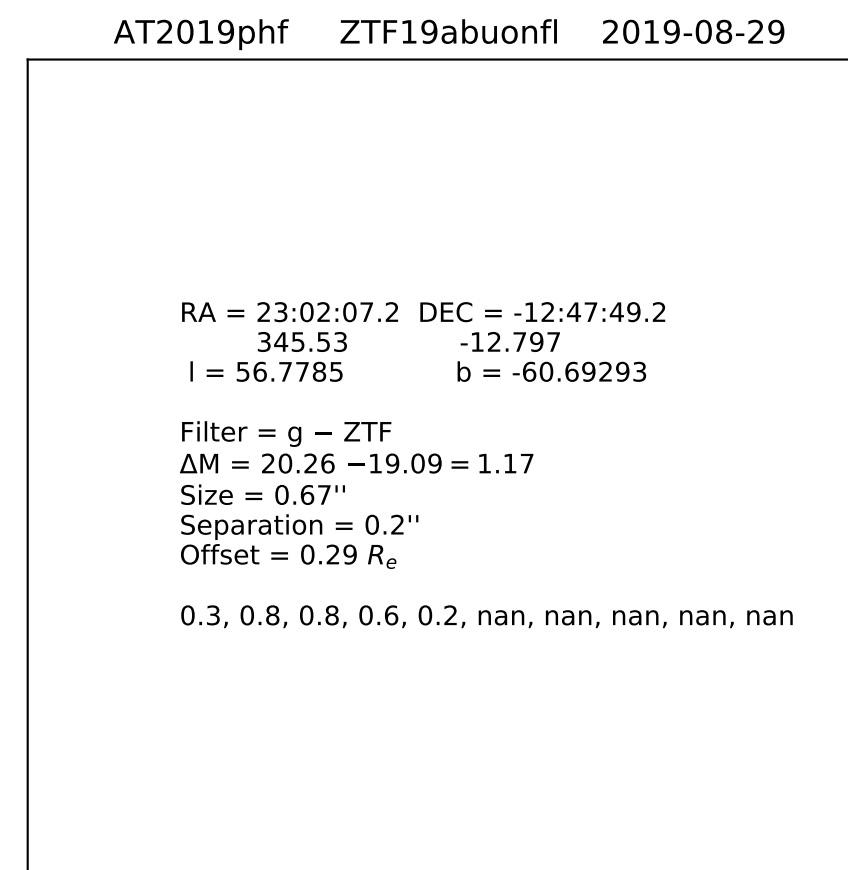 AT2019phf ZTF19abuonfl 2019-08-29
RA = 23:02:07.2 DEC = -12:47:49.2
345.53 -12.797
l = 56.7785 b = -60.69293
Filter = g − ZTF
ΔM = 20.26 −19.09 = 1.17
Size = 0.67''
Separation = 0.2''
Offset = 0.29 Re
0.3, 0.8, 0.8, 0.6, 0.2, nan, nan, nan, nan, nan